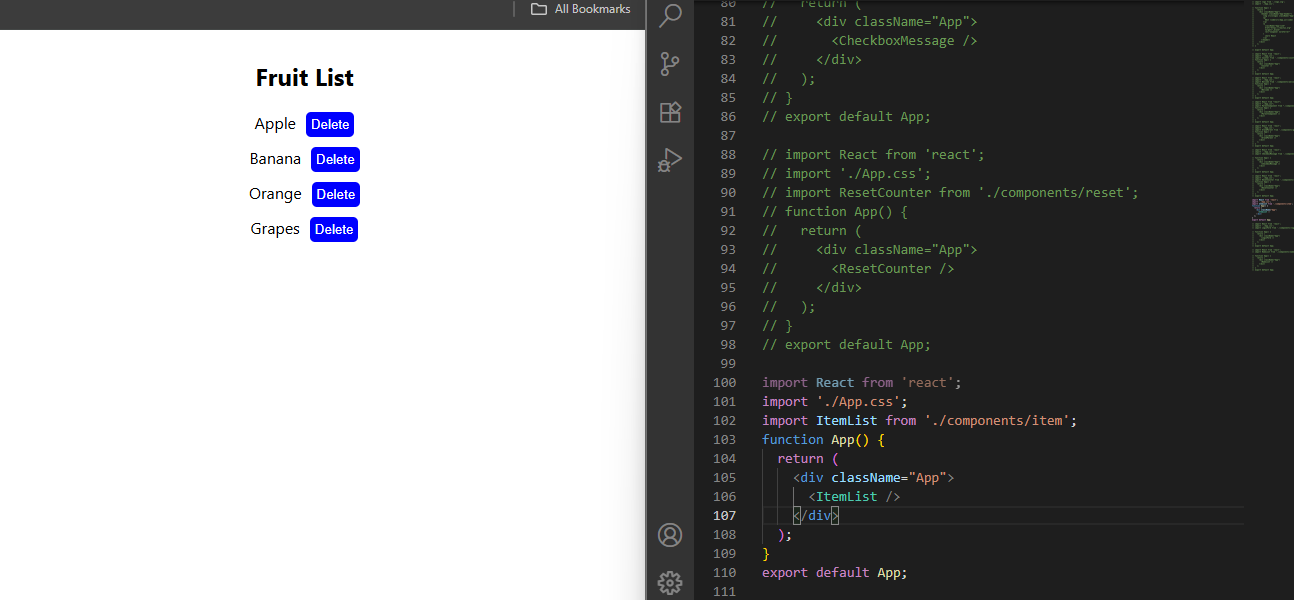 All Bookmarks
Fruit List
Apple Delete
Banana Delete
Orange Delete
Grapes Delete
80 //   return (
81 //     <div className="App">
82 //       <CheckboxMessage />
83 //     </div>
84 //   );
85 // }
86 // export default App;
87
88 // import React from 'react';
89 // import './App.css';
90 // import ResetCounter from './components/reset';
91 // function App() {
92 //   return (
93 //     <div className="App">
94 //       <ResetCounter />
95 //     </div>
96 //   );
97 // }
98 // export default App;
99
100 import React from 'react';
101 import './App.css';
102 import ItemList from './components/item';
103 function App() {
104   return (
105     <div className="App">
106       <ItemList />
107     </div>
108   );
109 }
110 export default App;
111